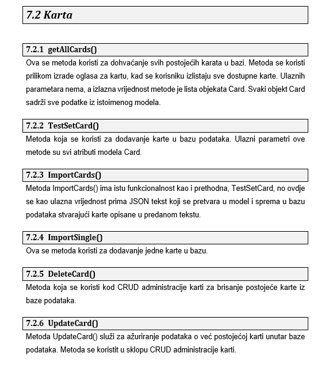 7.2 Karta
7.2.1 getAllCards()
Ova se metoda koristi za dohvaćanje svih postojećih karata u bazi. Metoda se koristi
prilikom izrade oglasa za kartu, kad se korisniku izlistaju sve dostupne karte. Ulaznih
parametara nema, a izlazna vrijednost metode je lista objekata Card. Svaki objekt Card
sadrži sve podatke iz istoimenog modela.
7.2.2 TestSetCard()
Metoda koja se koristi za dodavanje karte u bazu podataka. Ulazni parametri ove
metode su svi atributi modela Card.
7.2.3 ImportCards()
Metoda ImportCards() ima istu funkcionalnost kao i prethodna, TestSetCard, no ovdje
se kao ulazna vrijednost prima JSON tekst koji se pretvara u model i sprema u bazu
podataka stvarajući karte opisane u predanom tekstu.
7.2.4 ImportSingle()
Ova se metoda koristi za dodavanje jedne karte u bazu.
7.2.5 DeleteCard()
Metoda koja se koristi kod CRUD administracije karti za brisanje postojeće karte iz
baze podataka.
7.2.6 UpdateCard()
Metoda UpdateCard() služi za ažuriranje podataka o već postojećoj karti unutar baze
podataka. Metoda se koristit u sklopu CRUD administracije karti.